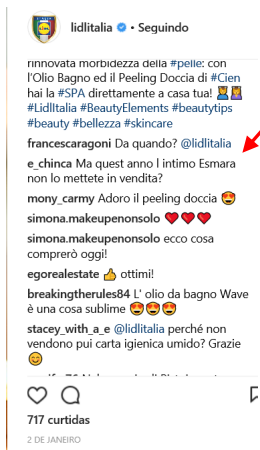 lidlitalia • Seguindo
rinnovata morbidezza della #pelle: con
l'Olio Bagno ed il Peeling Doccia di #Cien
hai la #SPA direttamente a casa tua!
#LidlItalia #BeautyElements #beautytips
#beauty #bellezza #skincare
francescaragoni Da quando? @lidlitalia
e_chinca Ma quest anno l intimo Esmara
non lo mettete in vendita?
mony_carmy Adoro il peeling doccia 😍
simona.makeupenonsolo ❤️❤️❤️
simona.makeupenonsolo ecco cosa
comprerò oggi!
egorealestate 👍 ottimi!
breakingtherules84 L' olio da bagno Wave
è una cosa sublime 😍😍😍
stacey_with_a_e @lidlitalia perché non
vendono pui carta igienica umido? Grazie
😊
717 curtidas
2 DE JANEIRO